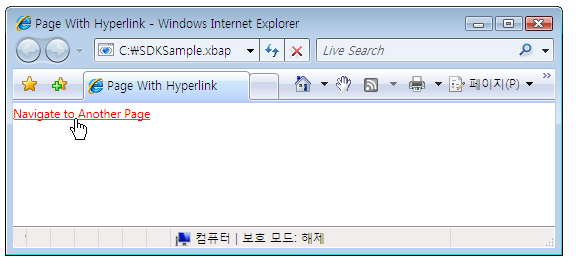 Page With Hyperlink - Windows Internet Explorer
C:₩SDKSample.xbap Live Search
Page With Hyperlink 페이지(P)
Navigate to Another Page
컴퓨터 | 보호 모드: 해제